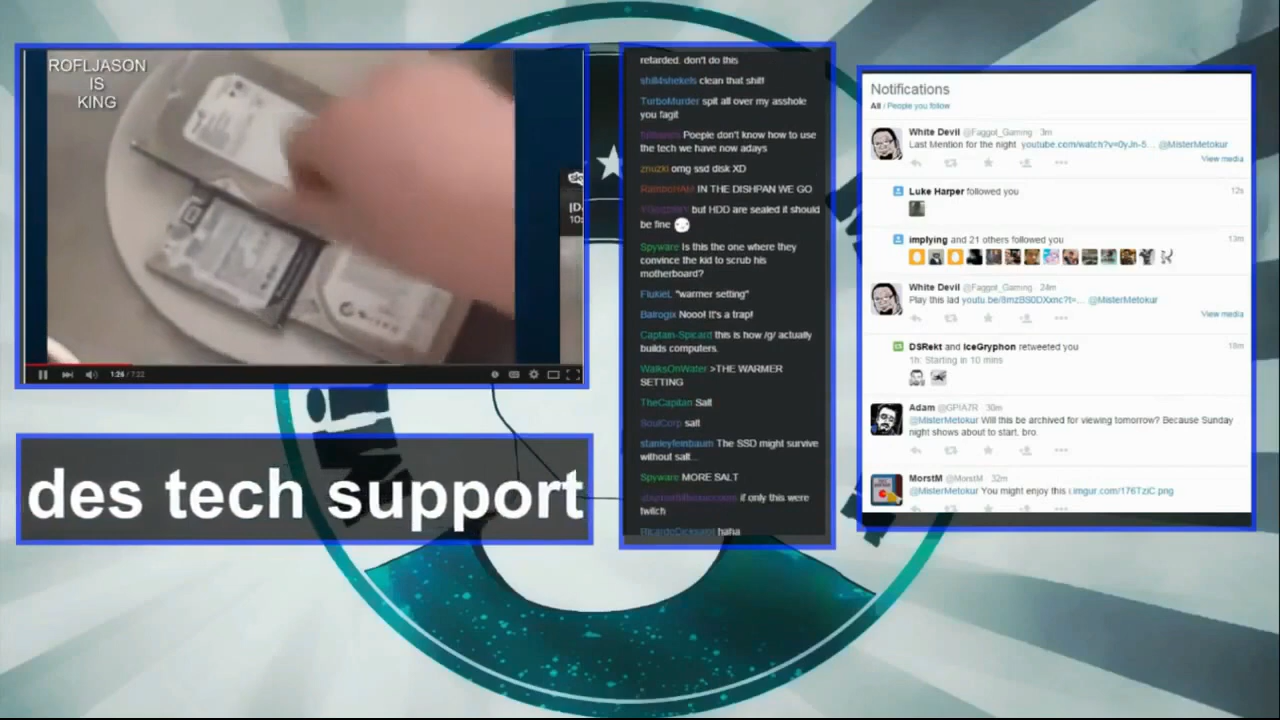 ROFLJASON
IS
KING
1:26 / 7:22
des tech support
retarded. don't do this
shill4shekels clean that shit!
TurboMurder spit all over my asshole
you fagit
Poeple don't know how to use
the tech we have now adays
znuzki omg ssd disk XD
RamboHAM IN THE DISHPAN WE GO
but HDD are sealed it should
be fine
Spyware Is this the one where they
convince the kid to scrub his
motherboard?
FlukieL "warmer setting"
Balrogix Nooo! It's a trap!
Captain-Spicard this is how /g/ actually
builds computers.
WalksOnWater >THE WARMER
SETTING
TheCapitan Salt
SoulCorp salt
stanleyfeinbaum The SSD might survive
without salt...
Spyware MORE SALT
if only this were
twitch
RicardoDicksaint haha
Notifications
All / People you follow
White Devil @Faggot_Gaming · 3m
Last Mention for the night youtube.com/watch?v=0yJn-5... @MisterMetokur
View media
Luke Harper followed you 12s
implying and 21 others followed you 13m
White Devil @Faggot_Gaming · 24m
Play this lad youtu.be/8mzBS0DXxnc?t=... @MisterMetokur
View media
DSRekt and IceGryphon retweeted you 18m
1h: Starting in 10 mins
Adam @GPIA7R · 30m
@MisterMetokur Will this be archived for viewing tomorrow? Because Sunday
night shows about to start, bro.
MorstM @MorstM · 32m
@MisterMetokur You might enjoy this i.imgur.com/176TziC.png